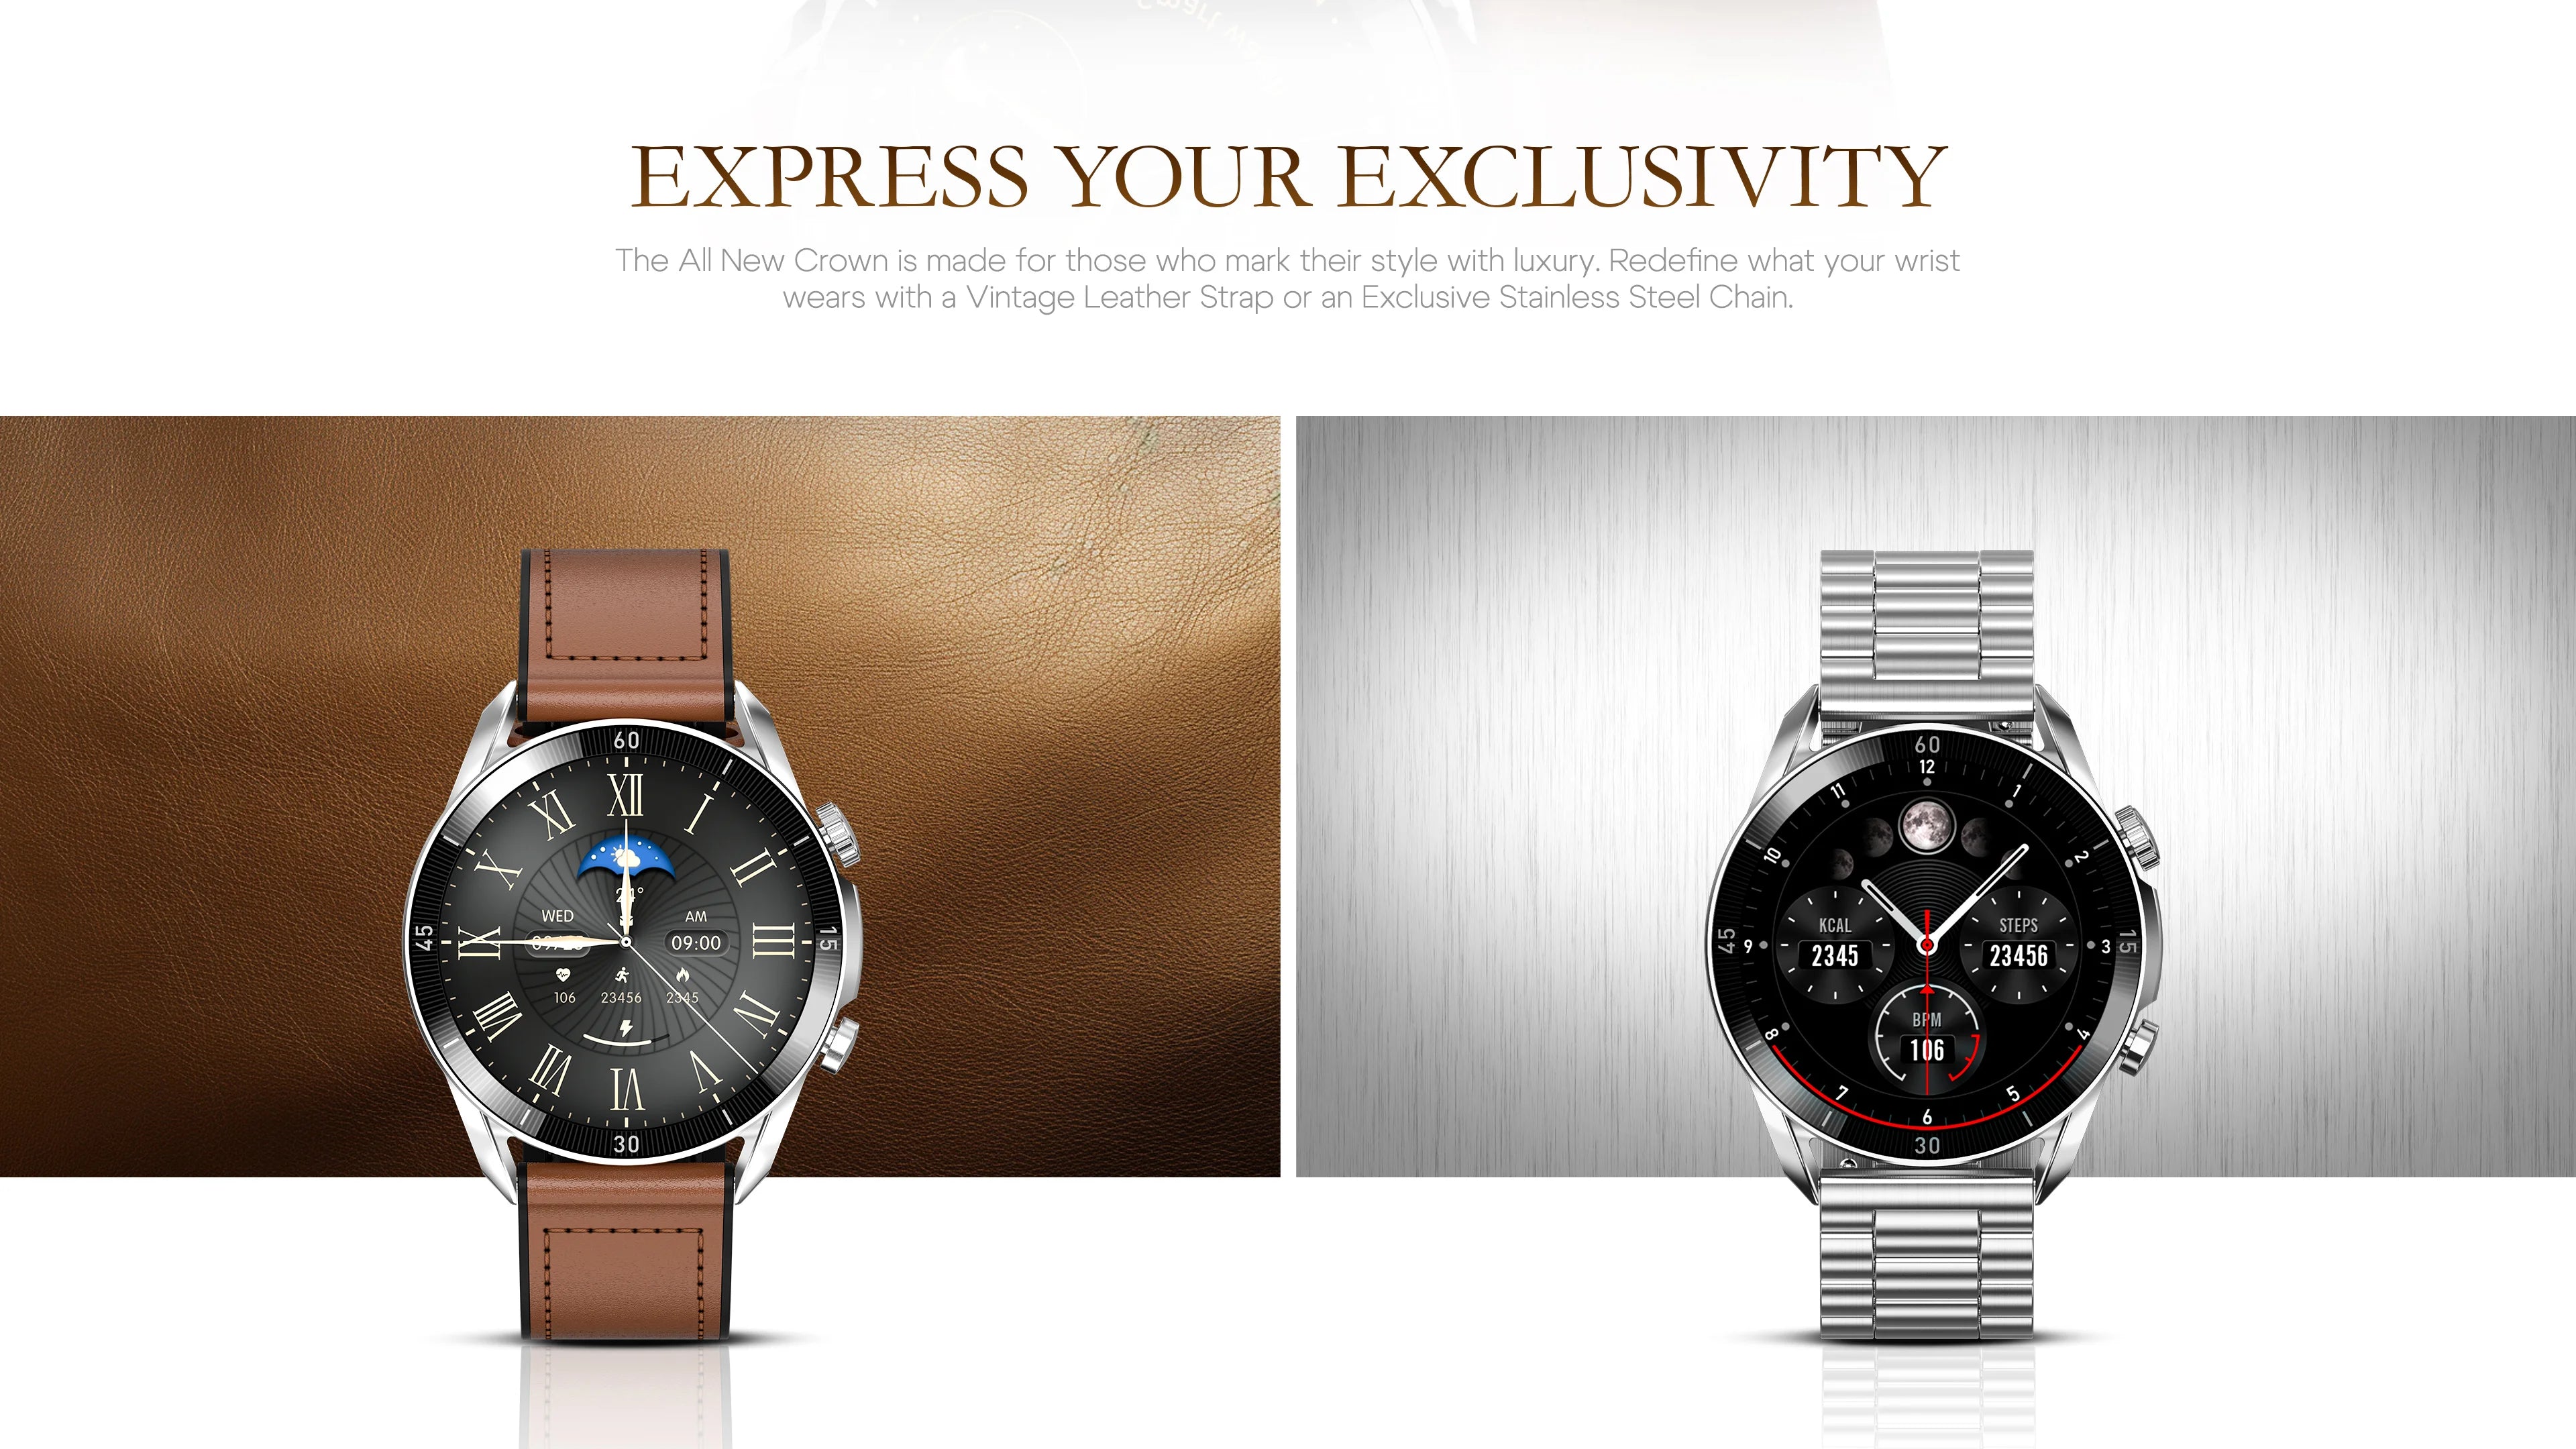 EXPRESS YOUR EXCLUSIVITY
The All New Crown is made for those who mark their style with luxury. Redefine what your wrist
wears with a Vintage Leather Strap or an Exclusive Stainless Steel Chain.
60
XII
XI
I
X
II
24°
WED
AM
45
IX
09:00
III
15
106
23456
2345
VIII
IV
VII
V
VI
30
60
12
11
1
10
2
KCAL
STEPS
45
9
2345
23456
3
15
BPM
106
8
4
7
5
6
30